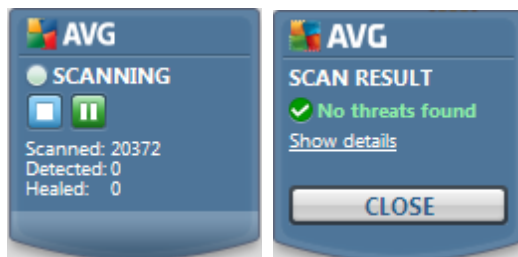 AVG
SCANNING
Scanned: 20372
Detected: 0
Healed: 0
AVG
SCAN RESULT
No threats found
Show details
CLOSE